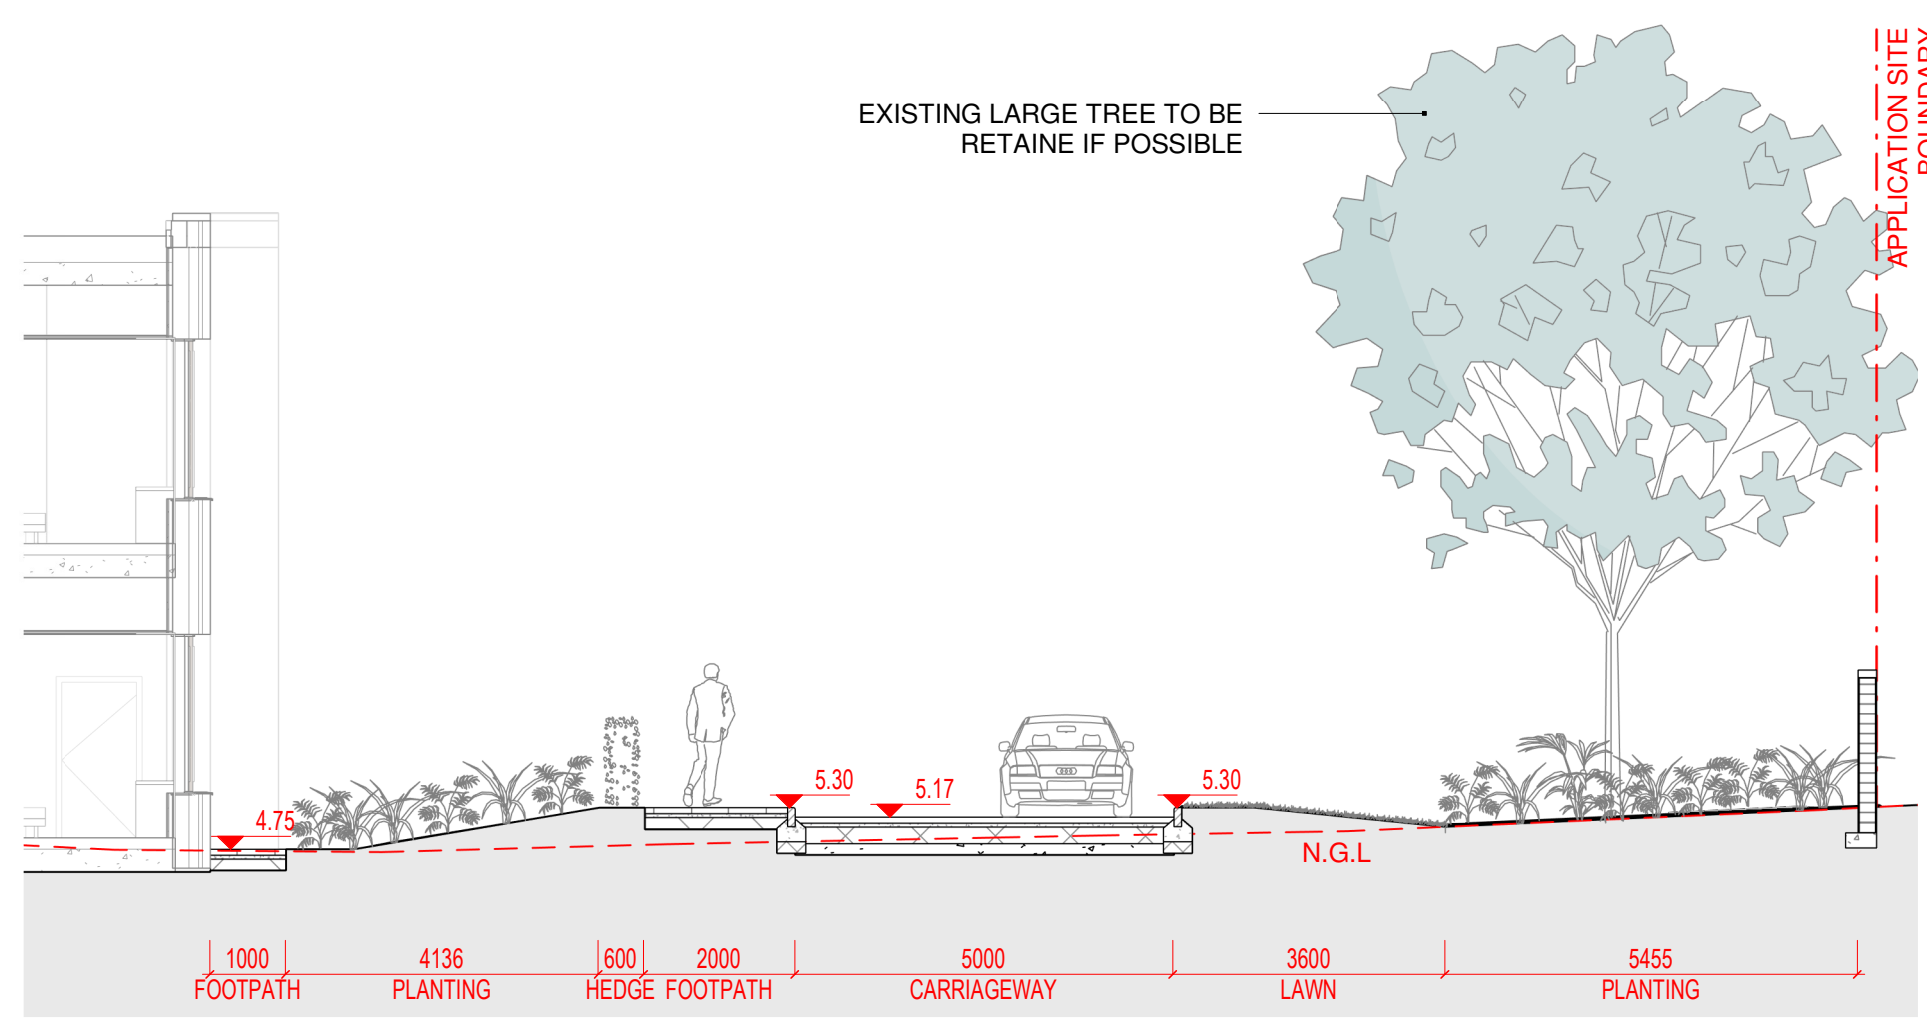 EXISTING LARGE TREE TO BE
RETAINE IF POSSIBLE
APPLICATION SITE
BOUNDARY
4.75
5.30
5.17
5.30
N.G.L
1000
4136
600
2000
5000
3600
5455
FOOTPATH
PLANTING
HEDGE
FOOTPATH
CARRIAGEWAY
LAWN
PLANTING